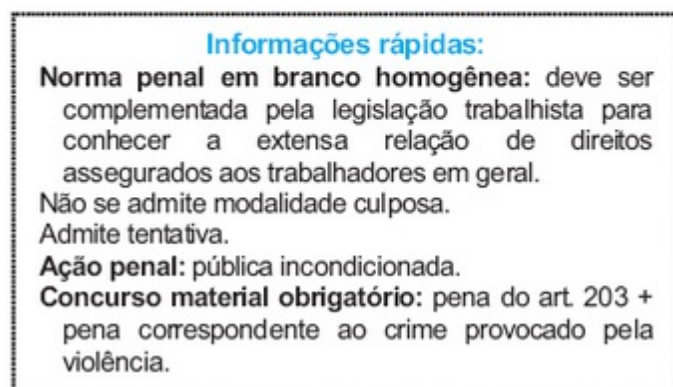 Informações rápidas:
Norma penal em branco homogênea: deve ser
complementada pela legislação trabalhista para
conhecer a extensa relação de direitos
assegurados aos trabalhadores em geral.
Não se admite modalidade culposa.
Admite tentativa.
Ação penal: pública incondicionada.
Concurso material obrigatório: pena do art. 203 +
pena correspondente ao crime provocado pela
violência.